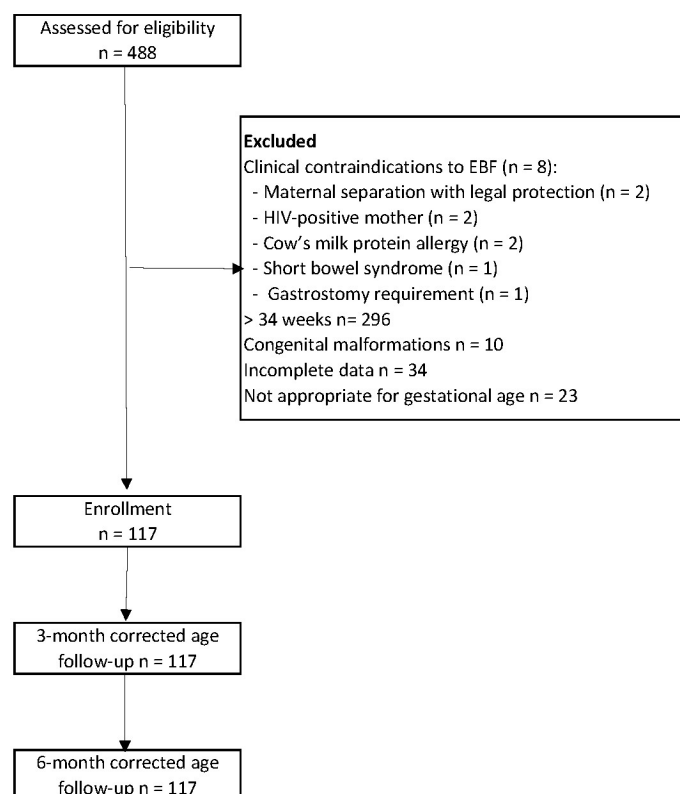 Assessed for eligibility
n = 488
Excluded
Clinical contraindications to EBF (n = 8):
- Maternal separation with legal protection (n = 2)
- HIV-positive mother (n = 2)
- Cow's milk protein allergy (n = 2)
- Short bowel syndrome (n = 1)
- Gastrostomy requirement (n = 1)
> 34 weeks n= 296
Congenital malformations n = 10
Incomplete data n = 34
Not appropriate for gestational age n = 23
Enrollment
n = 117
3-month corrected age
follow-up n = 117
6-month corrected age
follow-up n = 117